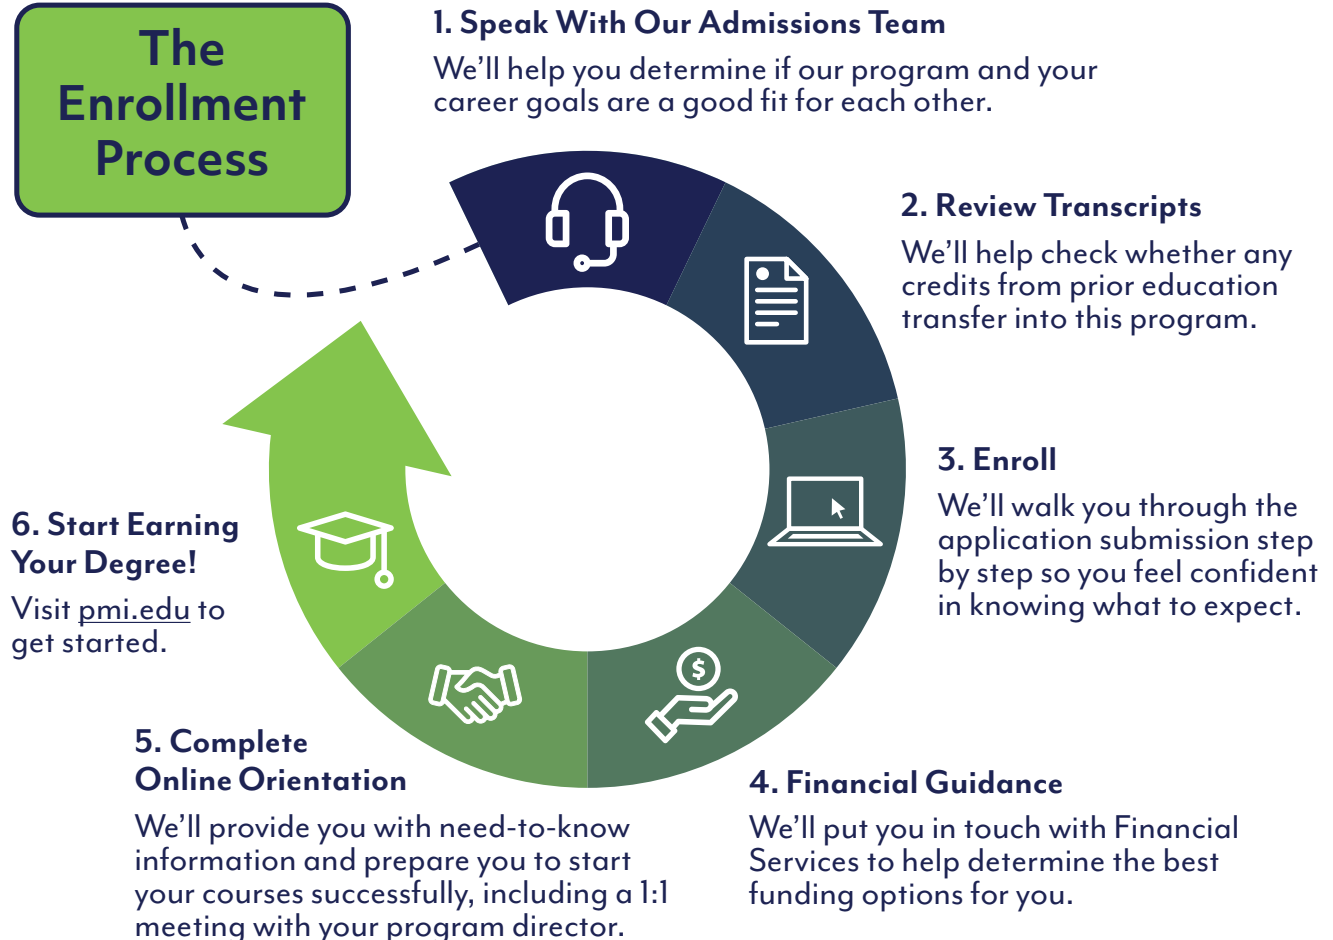 The
Enrollment
Process
1. Speak With Our Admissions Team
We’ll help you determine if our program and your
career goals are a good fit for each other.
2. Review Transcripts
We’ll help check whether any
credits from prior education
transfer into this program.
3. Enroll
We’ll walk you through the
application submission step
by step so you feel confident
in knowing what to expect.
$
4. Financial Guidance
We’ll put you in touch with Financial
Services to help determine the best
funding options for you.
5. Complete
Online Orientation
We’ll provide you with need-to-know
information and prepare you to start
your courses successfully, including a 1:1
meeting with your program director.
6. Start Earning
Your Degree!
Visit pmi.edu to
get started.